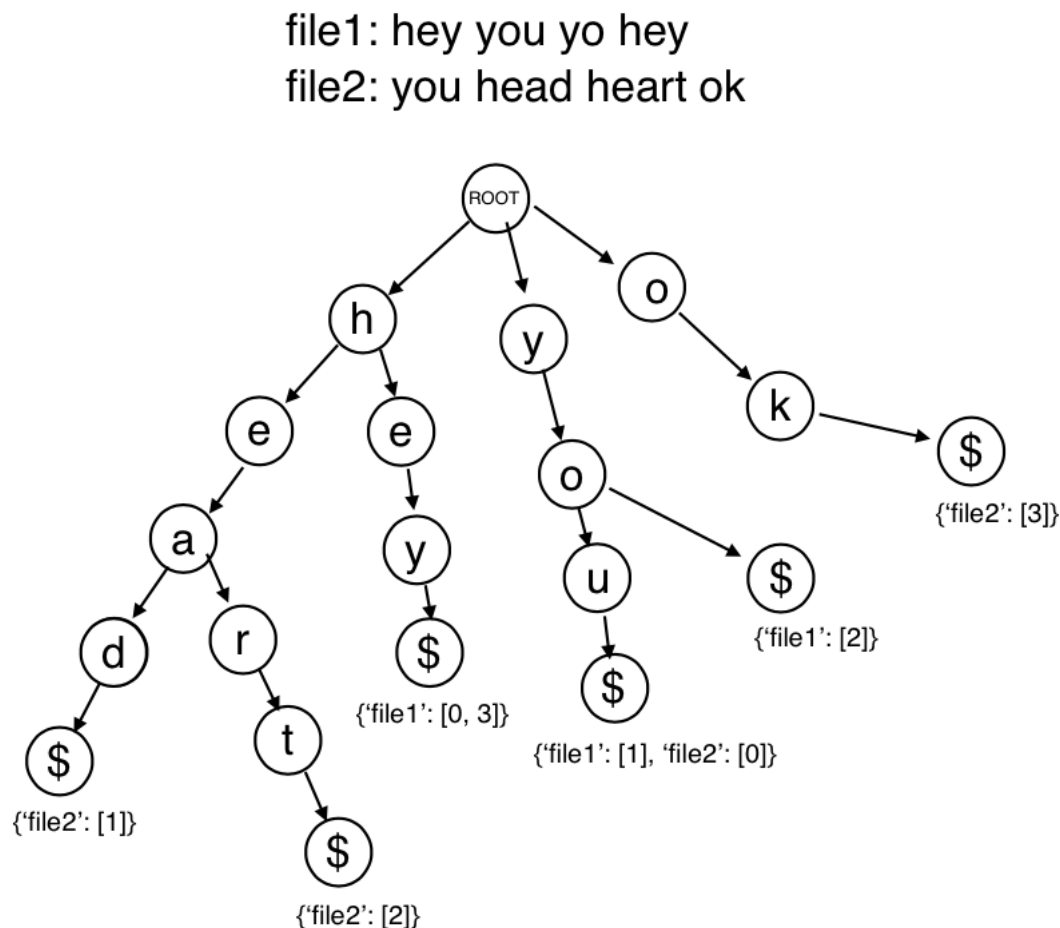 file1: hey you yo hey
file2: you head heart ok
ROOT
h
y
o
e
e
k
$
{‘file2’: [3]}
a
y
o
u
$
{‘file1’: [2]}
d
r
$
{‘file1’: [0, 3]}
$
{‘file1’: [1], ‘file2’: [0]}
$
{‘file2’: [1]}
t
$
{‘file2’: [2]}